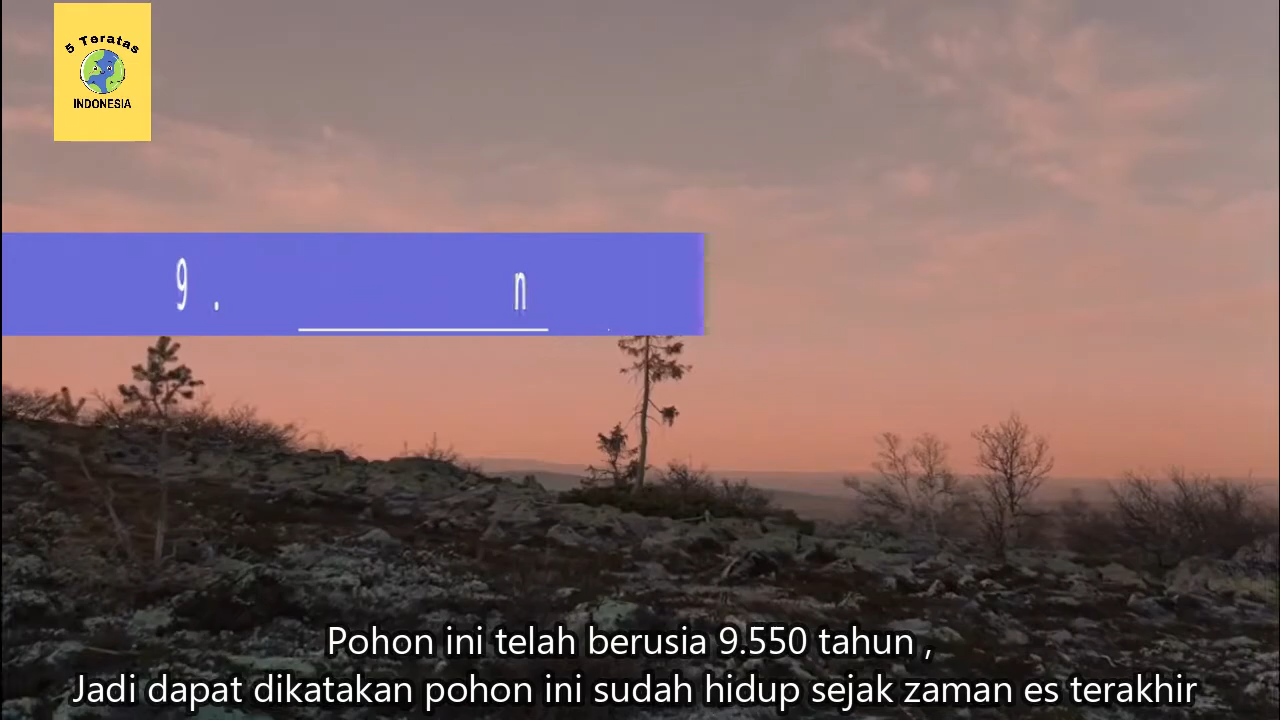 5 Teratas
INDONESIA
9. n
Pohon ini telah berusia 9.550 tahun ,
Jadi dapat dikatakan pohon ini sudah hidup sejak zaman es terakhir